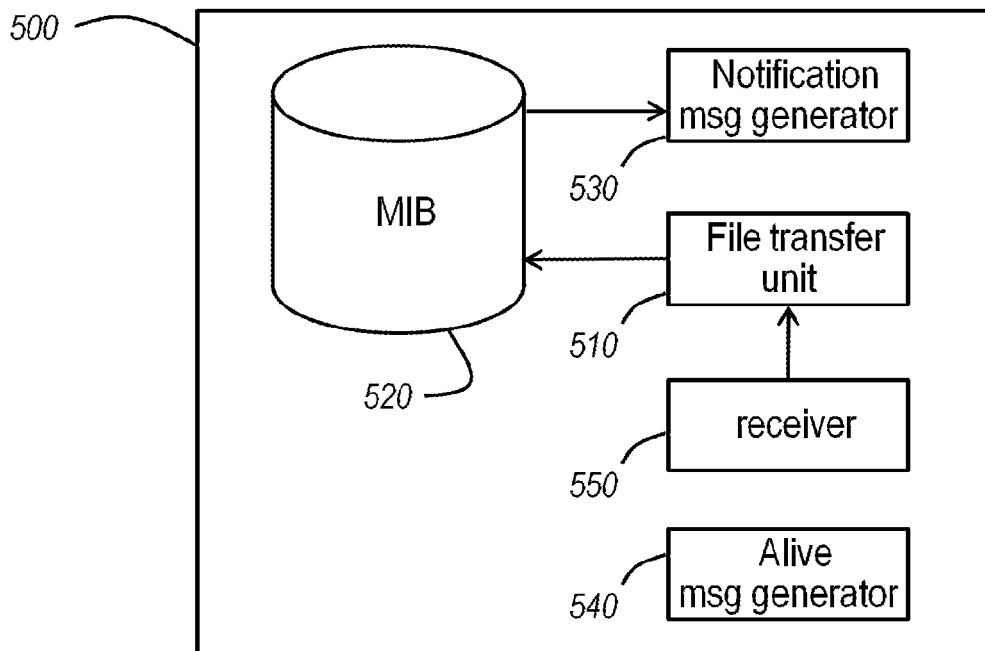 500
Notification
msg generator
530
MIB
File transfer
unit
510
520
receiver
550
Alive
msg generator
540